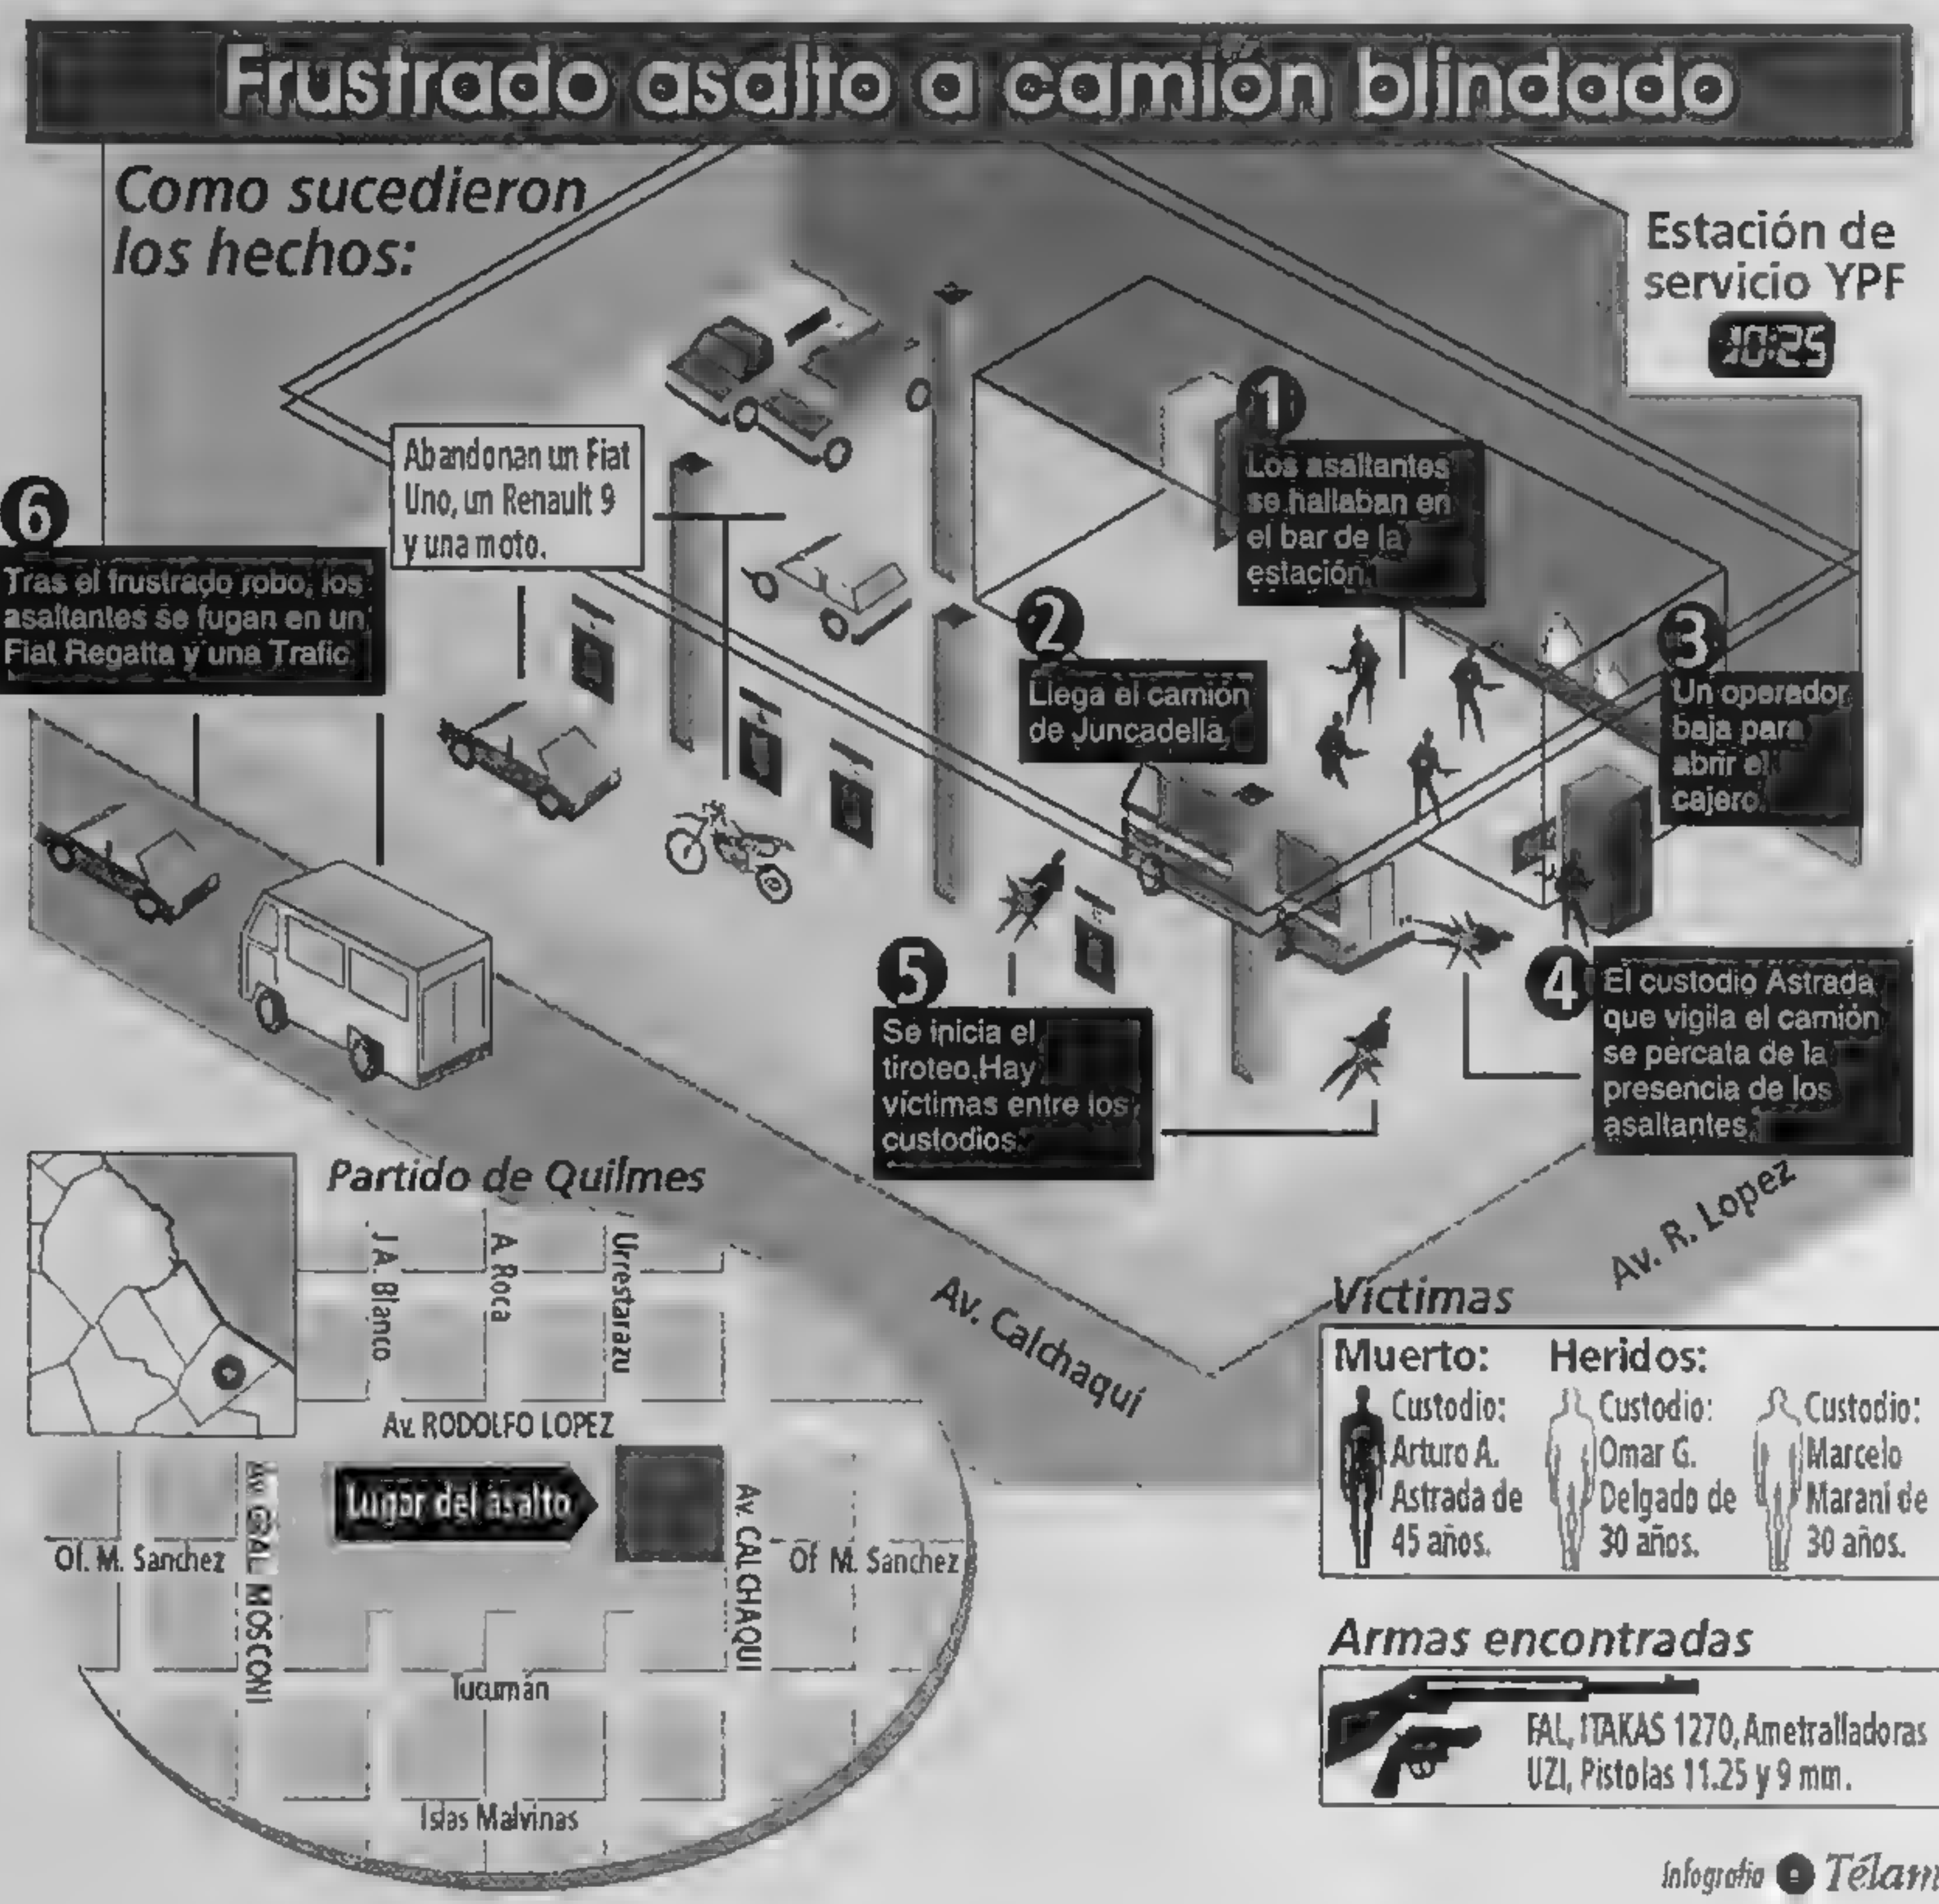 Frustrado asalto a camión blindado
Como sucedieron
los hechos:
Estación de
servicio YPF
10:25
1
Los asaltantes
se hallaban en
el bar de la
estación.
2
Llega el camión
de Juncadella.
3
Un operador
baja para
abrir el
cajero.
4
El custodio Astrada
que vigila el camión
se percata de la
presencia de los
asaltantes.
5
Se inicia el
tiroteo.Hay
víctimas entre los
custodios.
6
Tras el frustrado robo, los
asaltantes se fugan en un
Fiat Regatta y una Trafic
Abandonan un Fiat
Uno, un Renault 9
y una moto.
Av. Calchaquí
Av. R. Lopez
Partido de Quilmes
J A. Blanco
A. Roca
Urrestarazu
Av. RODOLFO LOPEZ
Lugar del asalto
Of. M. Sanchez
Av. GRAL MOSCONI
Av. CALCHAQUI
Of M. Sanchez
Tucumán
Islas Malvinas
Víctimas
Muerto:
Custodio:
Arturo A.
Astrada de
45 años.
Heridos:
Custodio:
Omar G.
Delgado de
30 años.
Custodio:
Marcelo
Marani de
30 años.
Armas encontradas
FAL, ITAKAS 1270, Ametralladoras
UZI, Pistolas 11.25 y 9 mm.
Infografia Télam